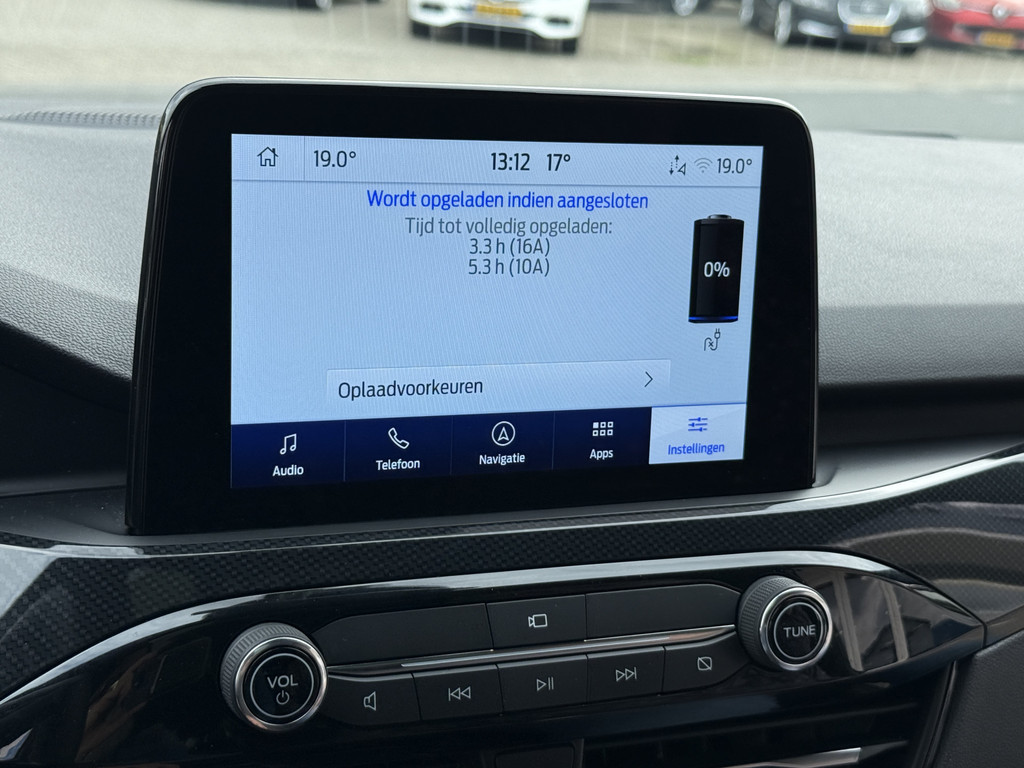 19.0° 13:12 17° 19.0°
Wordt opgeladen indien aangesloten
Tijd tot volledig opgeladen:
3.3 h (16A)
5.3 h (10A)
0%
Oplaadvoorkeuren
Audio Telefoon Navigatie Apps Instellingen
VOL
TUNE